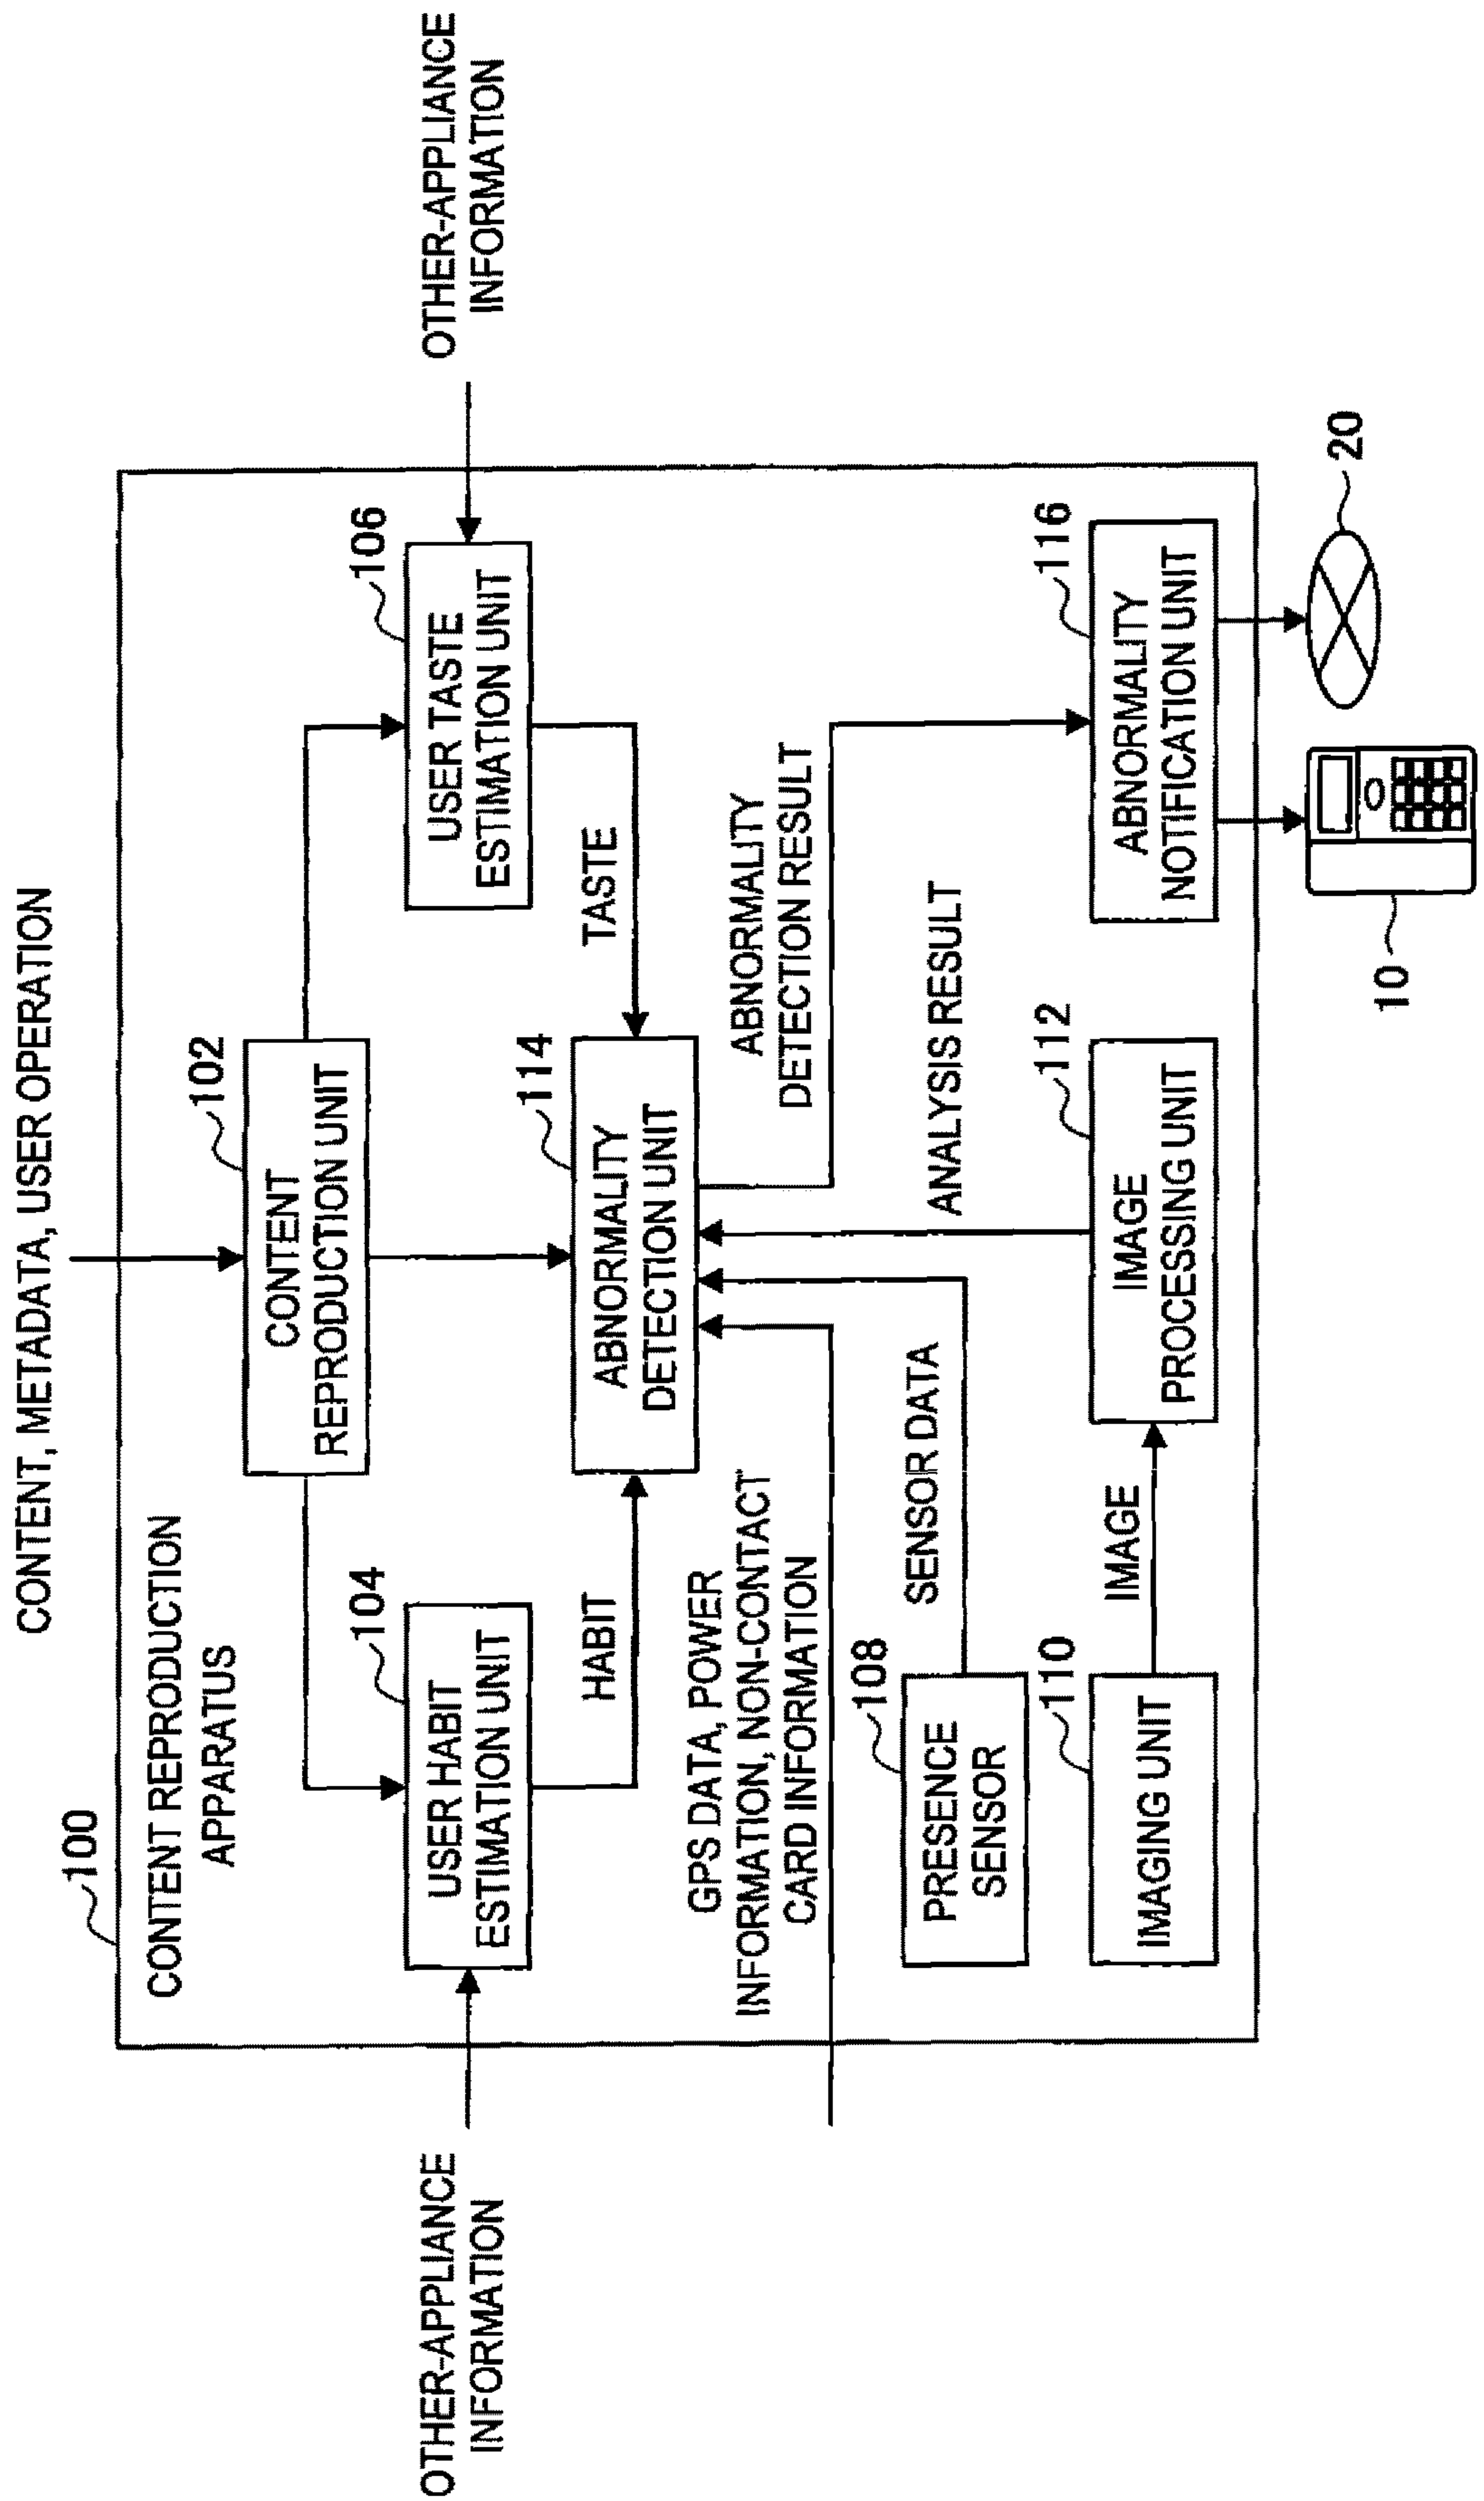 CONTENT, METADATA, USER OPERATION
100
CONTENT REPRODUCTION
APPARATUS
102
CONTENT
REPRODUCTION UNIT
OTHER-APPLIANCE
INFORMATION
104
USER HABIT
ESTIMATION UNIT
106
USER TASTE
ESTIMATION UNIT
OTHER-APPLIANCE
INFORMATION
HABIT
114
ABNORMALITY
DETECTION UNIT
TASTE
GPS DATA, POWER
INFORMATION, NON-CONTACT
CARD INFORMATION
ABNORMALITY
DETECTION RESULT
108
PRESENCE
SENSOR
SENSOR DATA
ANALYSIS RESULT
110
IMAGING UNIT
IMAGE
112
IMAGE
PROCESSING UNIT
116
ABNORMALITY
NOTIFICATION UNIT
10
20